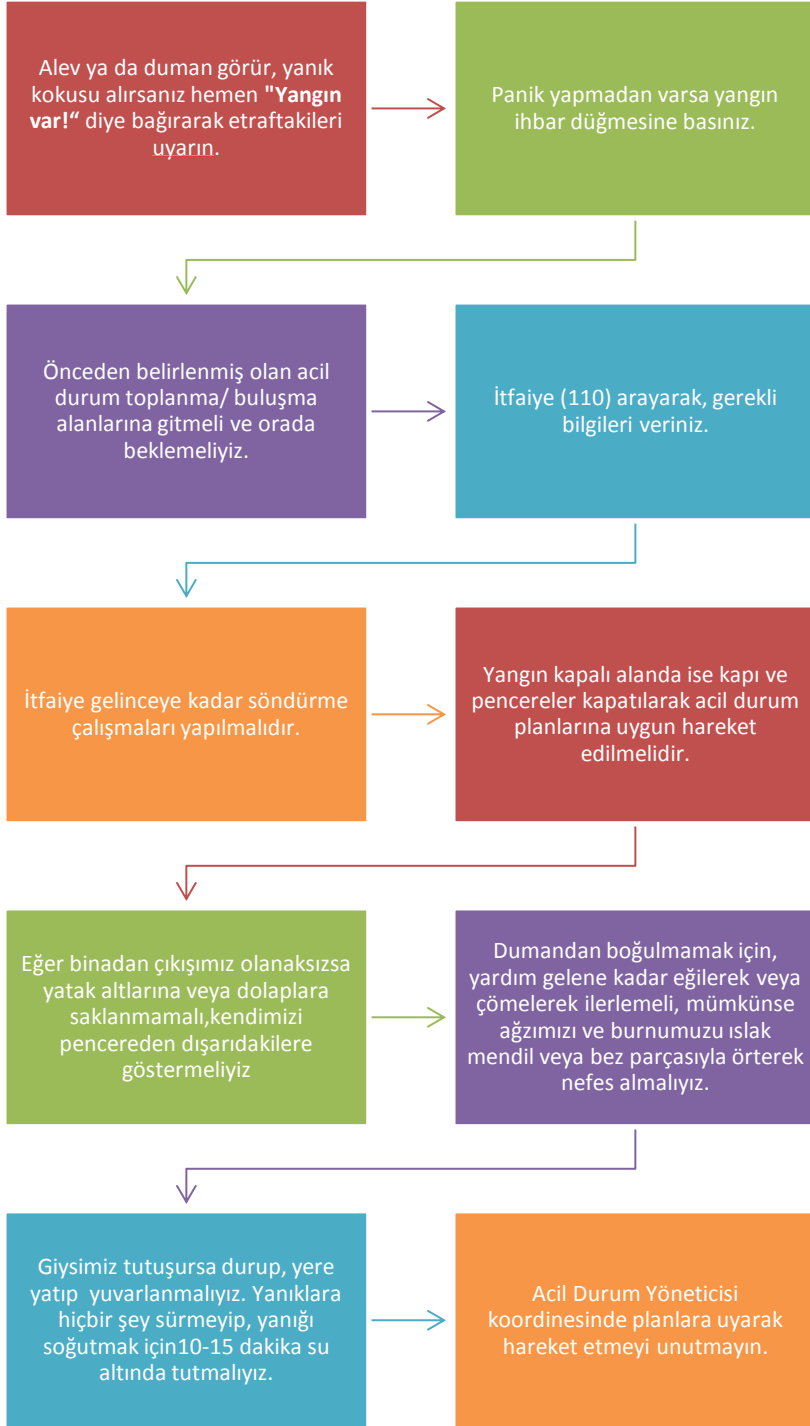 Alev ya da duman görür, yanık
kokusu alırsanız hemen "Yangın
var!“ diye bağırarak etraftakileri
uyarın.
Panik yapmadan varsa yangın
ihbar düğmesine basınız.
Önceden belirlenmiş olan acil
durum toplanma/ buluşma
alanlarına gitmeli ve orada
beklemeliyiz.
İtfaiye (110) arayarak, gerekli
bilgileri veriniz.
İtfaiye gelinceye kadar söndürme
çalışmaları yapılmalıdır.
Yangın kapalı alanda ise kapı ve
pencereler kapatılarak acil durum
planlarına uygun hareket
edilmelidir.
Eğer binadan çıkışımız olanaksızsa
yatak altlarına veya dolaplara
saklanmamalı,kendimizi
pencereden dışarıdakilere
göstermeliyiz
Dumandan boğulmamak için,
yardım gelene kadar eğilerek veya
çömelerek ilerlemeli, mümkünse
ağzımızı ve burnumuzu ıslak
mendil veya bez parçasıyla örterek
nefes almalıyız.
Giysimiz tutuşursa durup, yere
yatıp yuvarlanmalıyız. Yanıklara
hiçbir şey sürmeyip, yanığı
soğutmak için10-15 dakika su
altında tutmalıyız.
Acil Durum Yöneticisi
koordinesinde planlara uyarak
hareket etmeyi unutmayın.